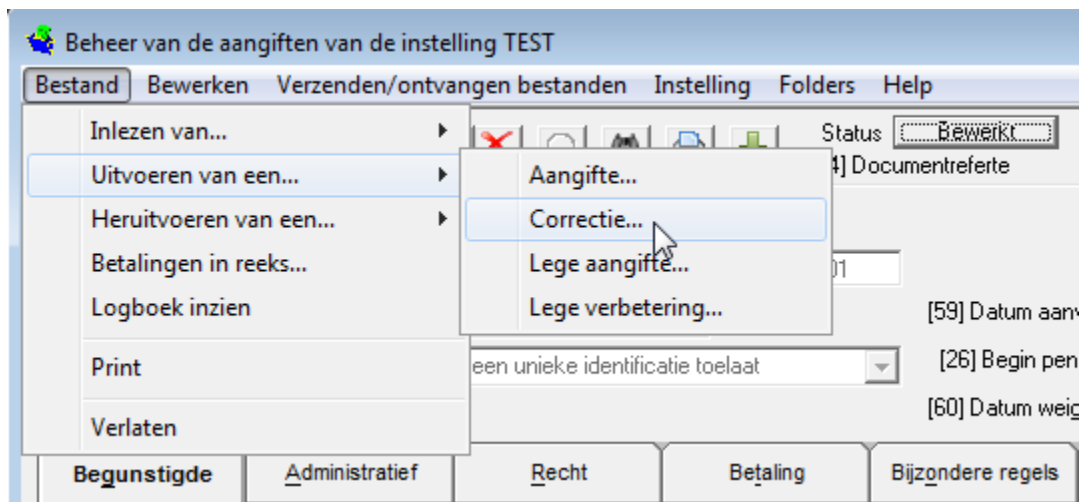 Beheer van de aangiften van de instelling TEST
Bestand Bewerken Verzenden/ontvangen bestanden Instelling Folders Help
Inlezen van...
Status Bewerkt
Uitvoeren van een... Aangifte... 4] Documentreferte
Heruitvoeren van een... Correctie...
Betalingen in reeks... Lege aangifte... 01
Logboek inzien Lege verbetering... [59] Datum aanv
Print een unieke identificatie toelaat [26] Begin pen
Verlaten [60] Datum weig
Begunstigde Administratief Recht Betaling Bijzondere regels